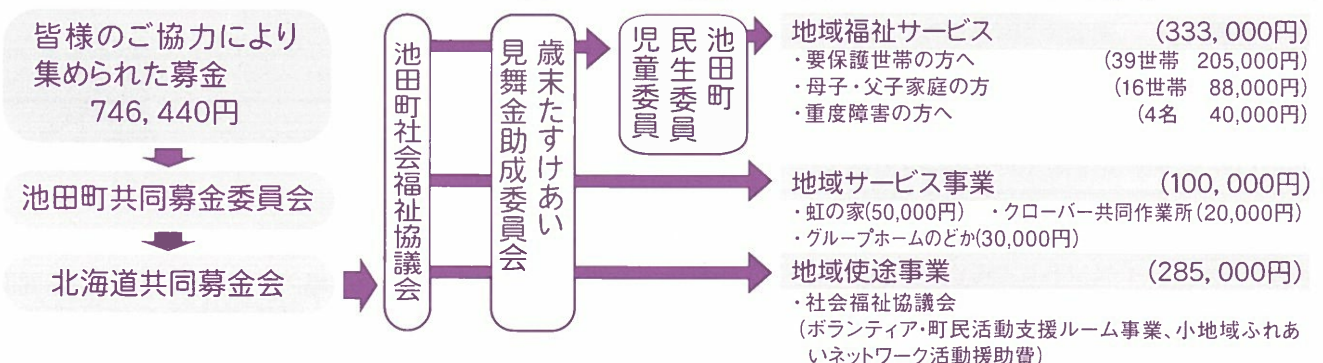 皆様のご協力により
集められた募金
746,440円
池田町共同募金委員会
北海道共同募金会
池田町社会福祉協議会
歳末たすけあい
見舞金助成委員会
池田町
民生委員
児童委員
地域福祉サービス (333,000円)
・要保護世帯の方へ (39世帯 205,000円)
・母子・父子家庭の方 (16世帯 88,000円)
・重度障害の方へ (4名 40,000円)
地域サービス事業 (100,000円)
・虹の家(50,000円) ・クローバー共同作業所(20,000円)
・グループホームのどか(30,000円)
地域使途事業 (285,000円)
・社会福祉協議会
(ボランティア・町民活動支援ルーム事業、小地域ふれあ
いネットワーク活動援助費)